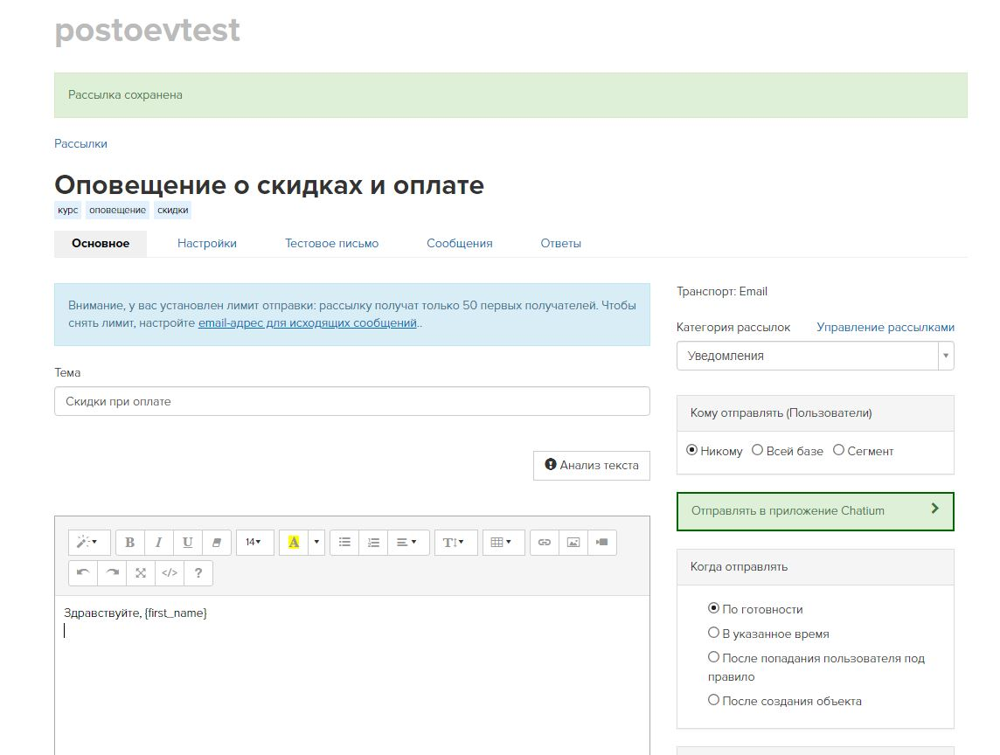 postoevtest
Рассылка сохранена
Рассылки
Оповещение о скидках и оплате
курс оповещение скидки
Основное Настройки Тестовое письмо Сообщения Ответы
Внимание, у вас установлен лимит отправки: рассылку получат только 50 первых получателей. Чтобы
снять лимит, настройте email-адрес для исходящих сообщений..
Тема
Скидки при оплате
Анализ текста
B I U 14 A T
</> ?
Здравствуйте, {first_name}
Транспорт: Email
Категория рассылок Управление рассылками
Уведомления
Кому отправлять (Пользователи)
Никому Всей базе Сегмент
Отправлять в приложение Chatium
Когда отправлять
По готовности
В указанное время
После попадания пользователя под
правило
После создания объекта